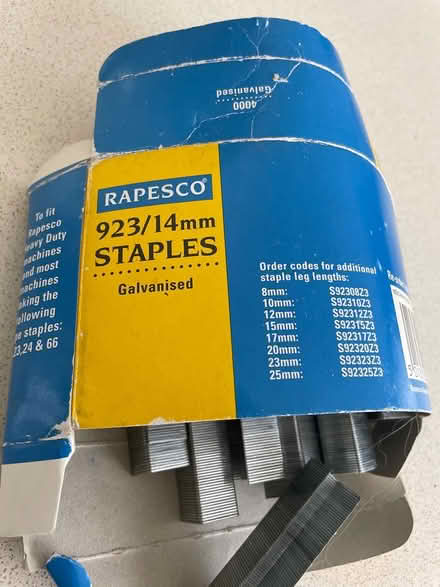 4000
Galvanised
RAPESCO®
923/14mm
STAPLES
Galvanised
To fit
Rapesco
Heavy Duty
machines
and most
machines
taking the
following
staples:
23,24 & 66
Order codes for additional
staple leg lengths:
8mm: S92308Z3
10mm: S92310Z3
12mm: S92312Z3
15mm: S92315Z3
17mm: S92317Z3
20mm: S92320Z3
23mm: S92323Z3
25mm: S92325Z3